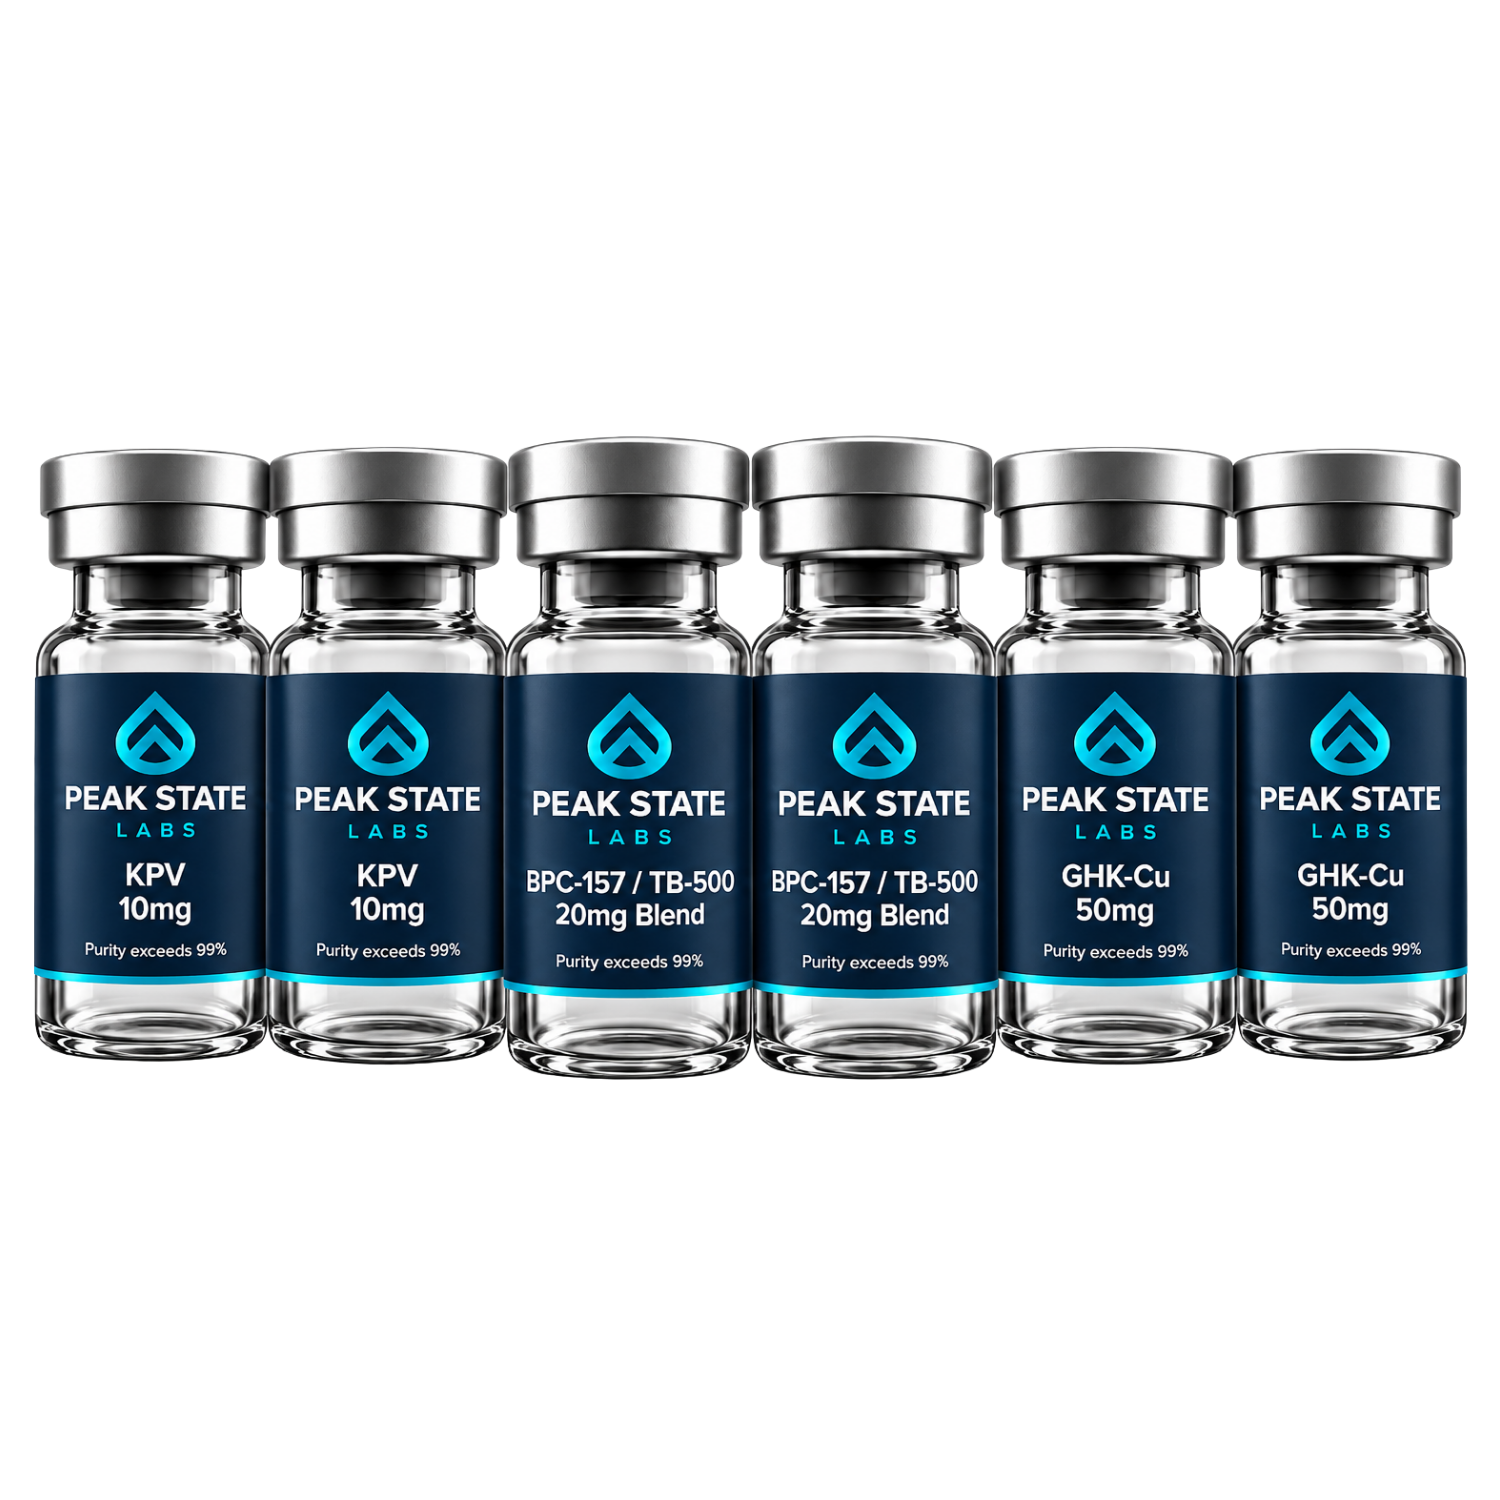 PEAK STATE
LABS
KPV
10mg
Purity exceeds 99%
PEAK STATE
LABS
KPV
10mg
Purity exceeds 99%
PEAK STATE
LABS
BPC-157 / TB-500
20mg Blend
Purity exceeds 99%
PEAK STATE
LABS
BPC-157 / TB-500
20mg Blend
Purity exceeds 99%
PEAK STATE
LABS
GHK-Cu
50mg
Purity exceeds 99%
PEAK STATE
LABS
GHK-Cu
50mg
Purity exceeds 99%